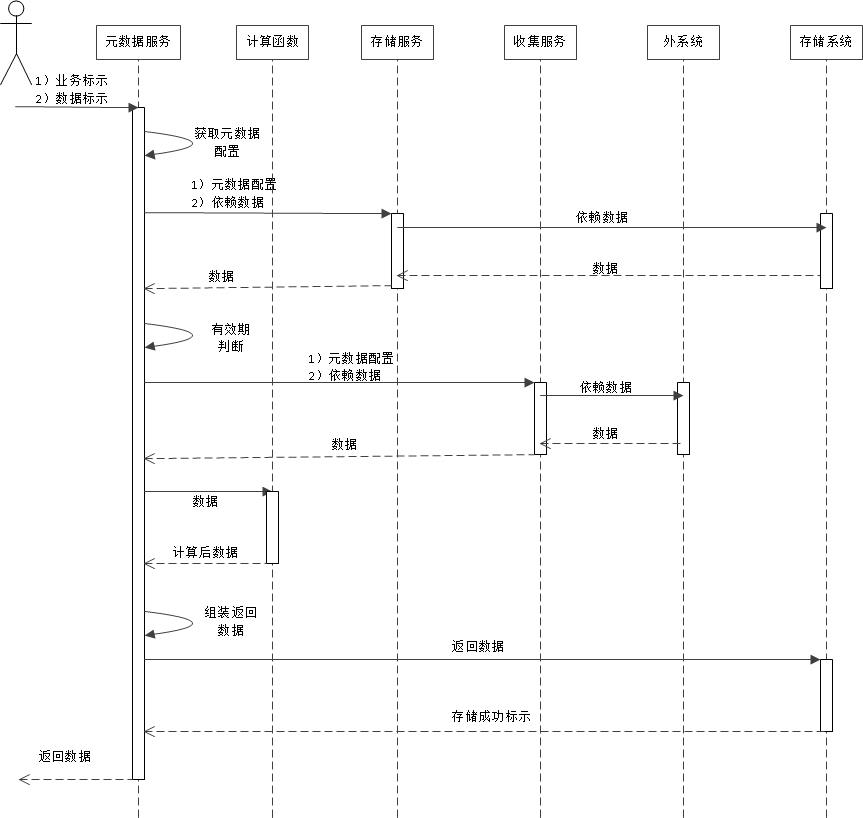 元数据服务
计算函数
存储服务
收集服务
外系统
存储系统
1）业务标示
2）数据标示
获取元数据
配置
1）元数据配置
2）依赖数据
依赖数据
数据
数据
有效期
判断
1）元数据配置
2）依赖数据
依赖数据
数据
数据
数据
计算后数据
组装返回
数据
返回数据
存储成功标示
返回数据